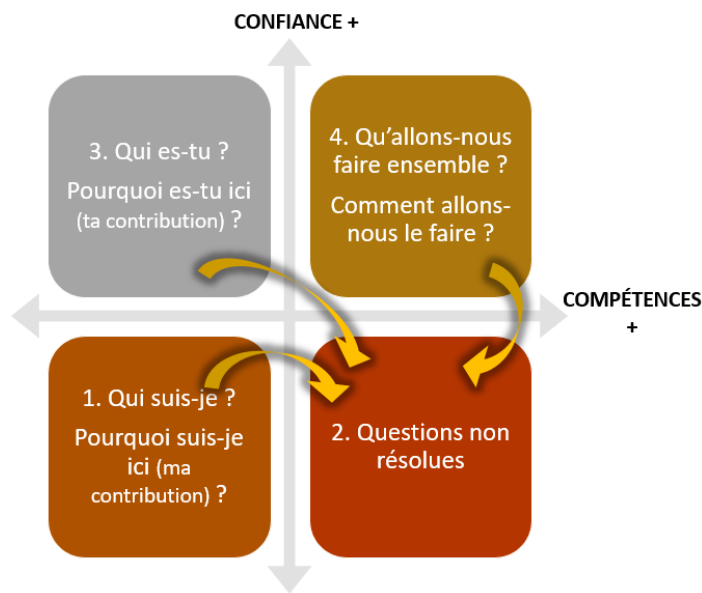 CONFIANCE +
3. Qui es-tu ?
Pourquoi es-tu ici
(ta contribution) ?
4. Qu’allons-nous
faire ensemble ?
Comment allons-
nous le faire ?
COMPÉTENCES
+
1. Qui suis-je ?
Pourquoi suis-je
ici (ma
contribution) ?
2. Questions non
résolues